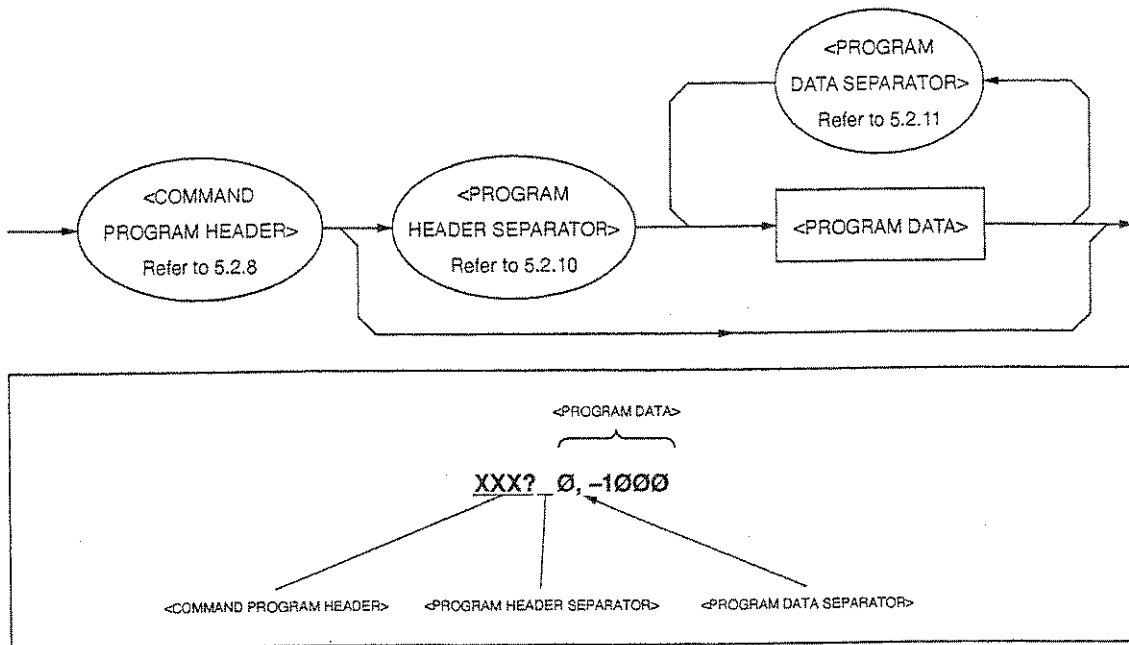 <PROGRAM
DATA SEPARATOR>
Refer to 5.2.11
<COMMAND
PROGRAM HEADER>
Refer to 5.2.8
<PROGRAM
HEADER SEPARATOR>
Refer to 5.2.10
<PROGRAM DATA>
<PROGRAM DATA>
XXX? Ø, –1ØØØ
<COMMAND PROGRAM HEADER>
<PROGRAM HEADER SEPARATOR>
<PROGRAM DATA SEPARATOR>